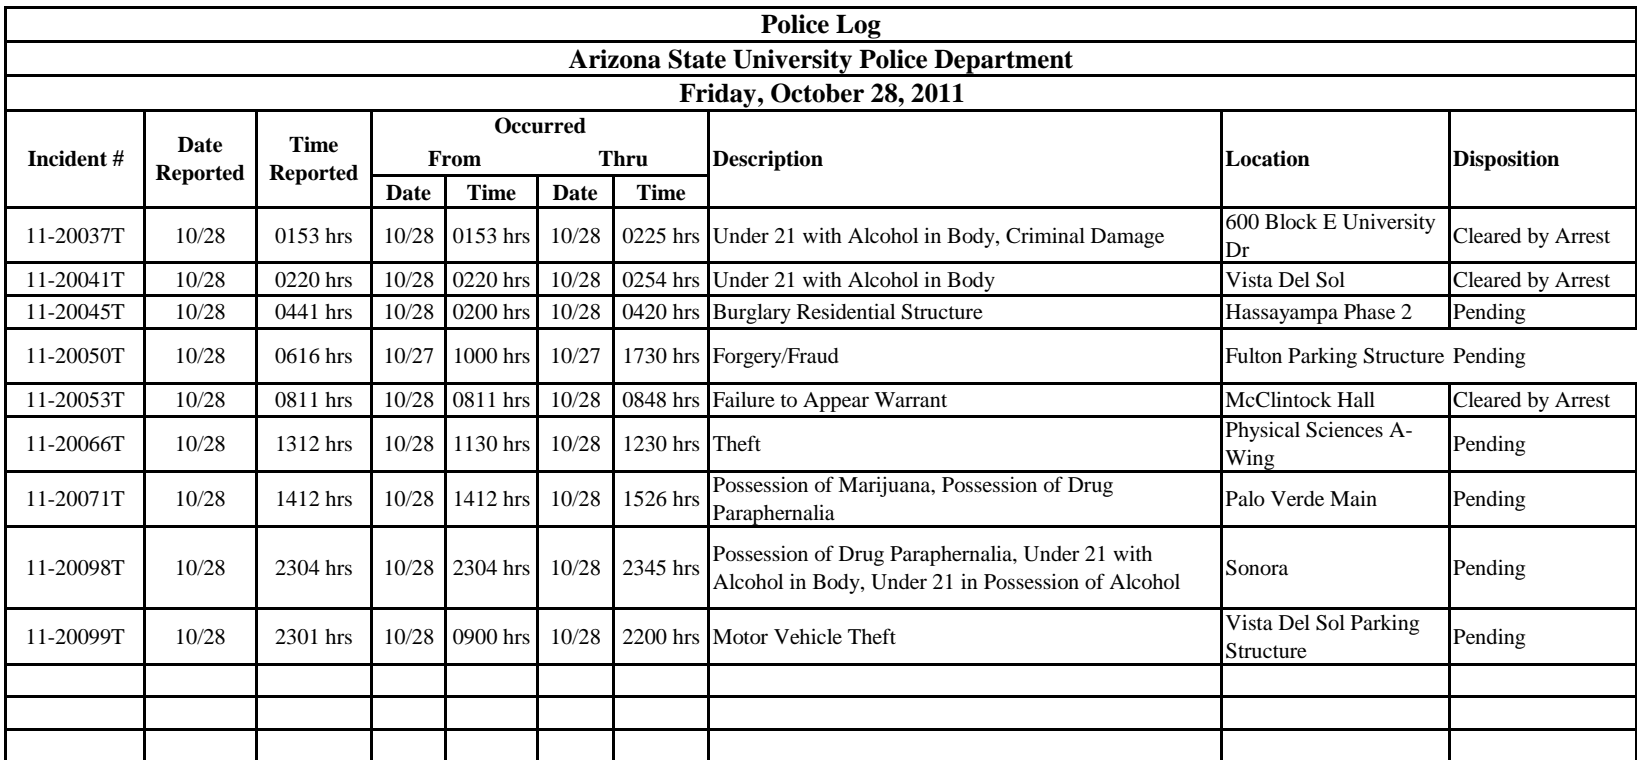 Police Log
Arizona State University Police Department
Friday, October 28, 2011
Incident # Date Reported Time Reported Occurred Description Location Disposition
From Thru
Date Time Date Time
11-20037T 10/28 0153 hrs 10/28 0153 hrs 10/28 0225 hrs Under 21 with Alcohol in Body, Criminal Damage 600 Block E University Dr Cleared by Arrest
11-20041T 10/28 0220 hrs 10/28 0220 hrs 10/28 0254 hrs Under 21 with Alcohol in Body Vista Del Sol Cleared by Arrest
11-20045T 10/28 0441 hrs 10/28 0200 hrs 10/28 0420 hrs Burglary Residential Structure Hassayampa Phase 2 Pending
11-20050T 10/28 0616 hrs 10/27 1000 hrs 10/27 1730 hrs Forgery/Fraud Fulton Parking Structure Pending
11-20053T 10/28 0811 hrs 10/28 0811 hrs 10/28 0848 hrs Failure to Appear Warrant McClintock Hall Cleared by Arrest
11-20066T 10/28 1312 hrs 10/28 1130 hrs 10/28 1230 hrs Theft Physical Sciences A-Wing Pending
11-20071T 10/28 1412 hrs 10/28 1412 hrs 10/28 1526 hrs Possession of Marijuana, Possession of Drug Paraphernalia Palo Verde Main Pending
11-20098T 10/28 2304 hrs 10/28 2304 hrs 10/28 2345 hrs Possession of Drug Paraphernalia, Under 21 with Alcohol in Body, Under 21 in Possession of Alcohol Sonora Pending
11-20099T 10/28 2301 hrs 10/28 0900 hrs 10/28 2200 hrs Motor Vehicle Theft Vista Del Sol Parking Structure Pending